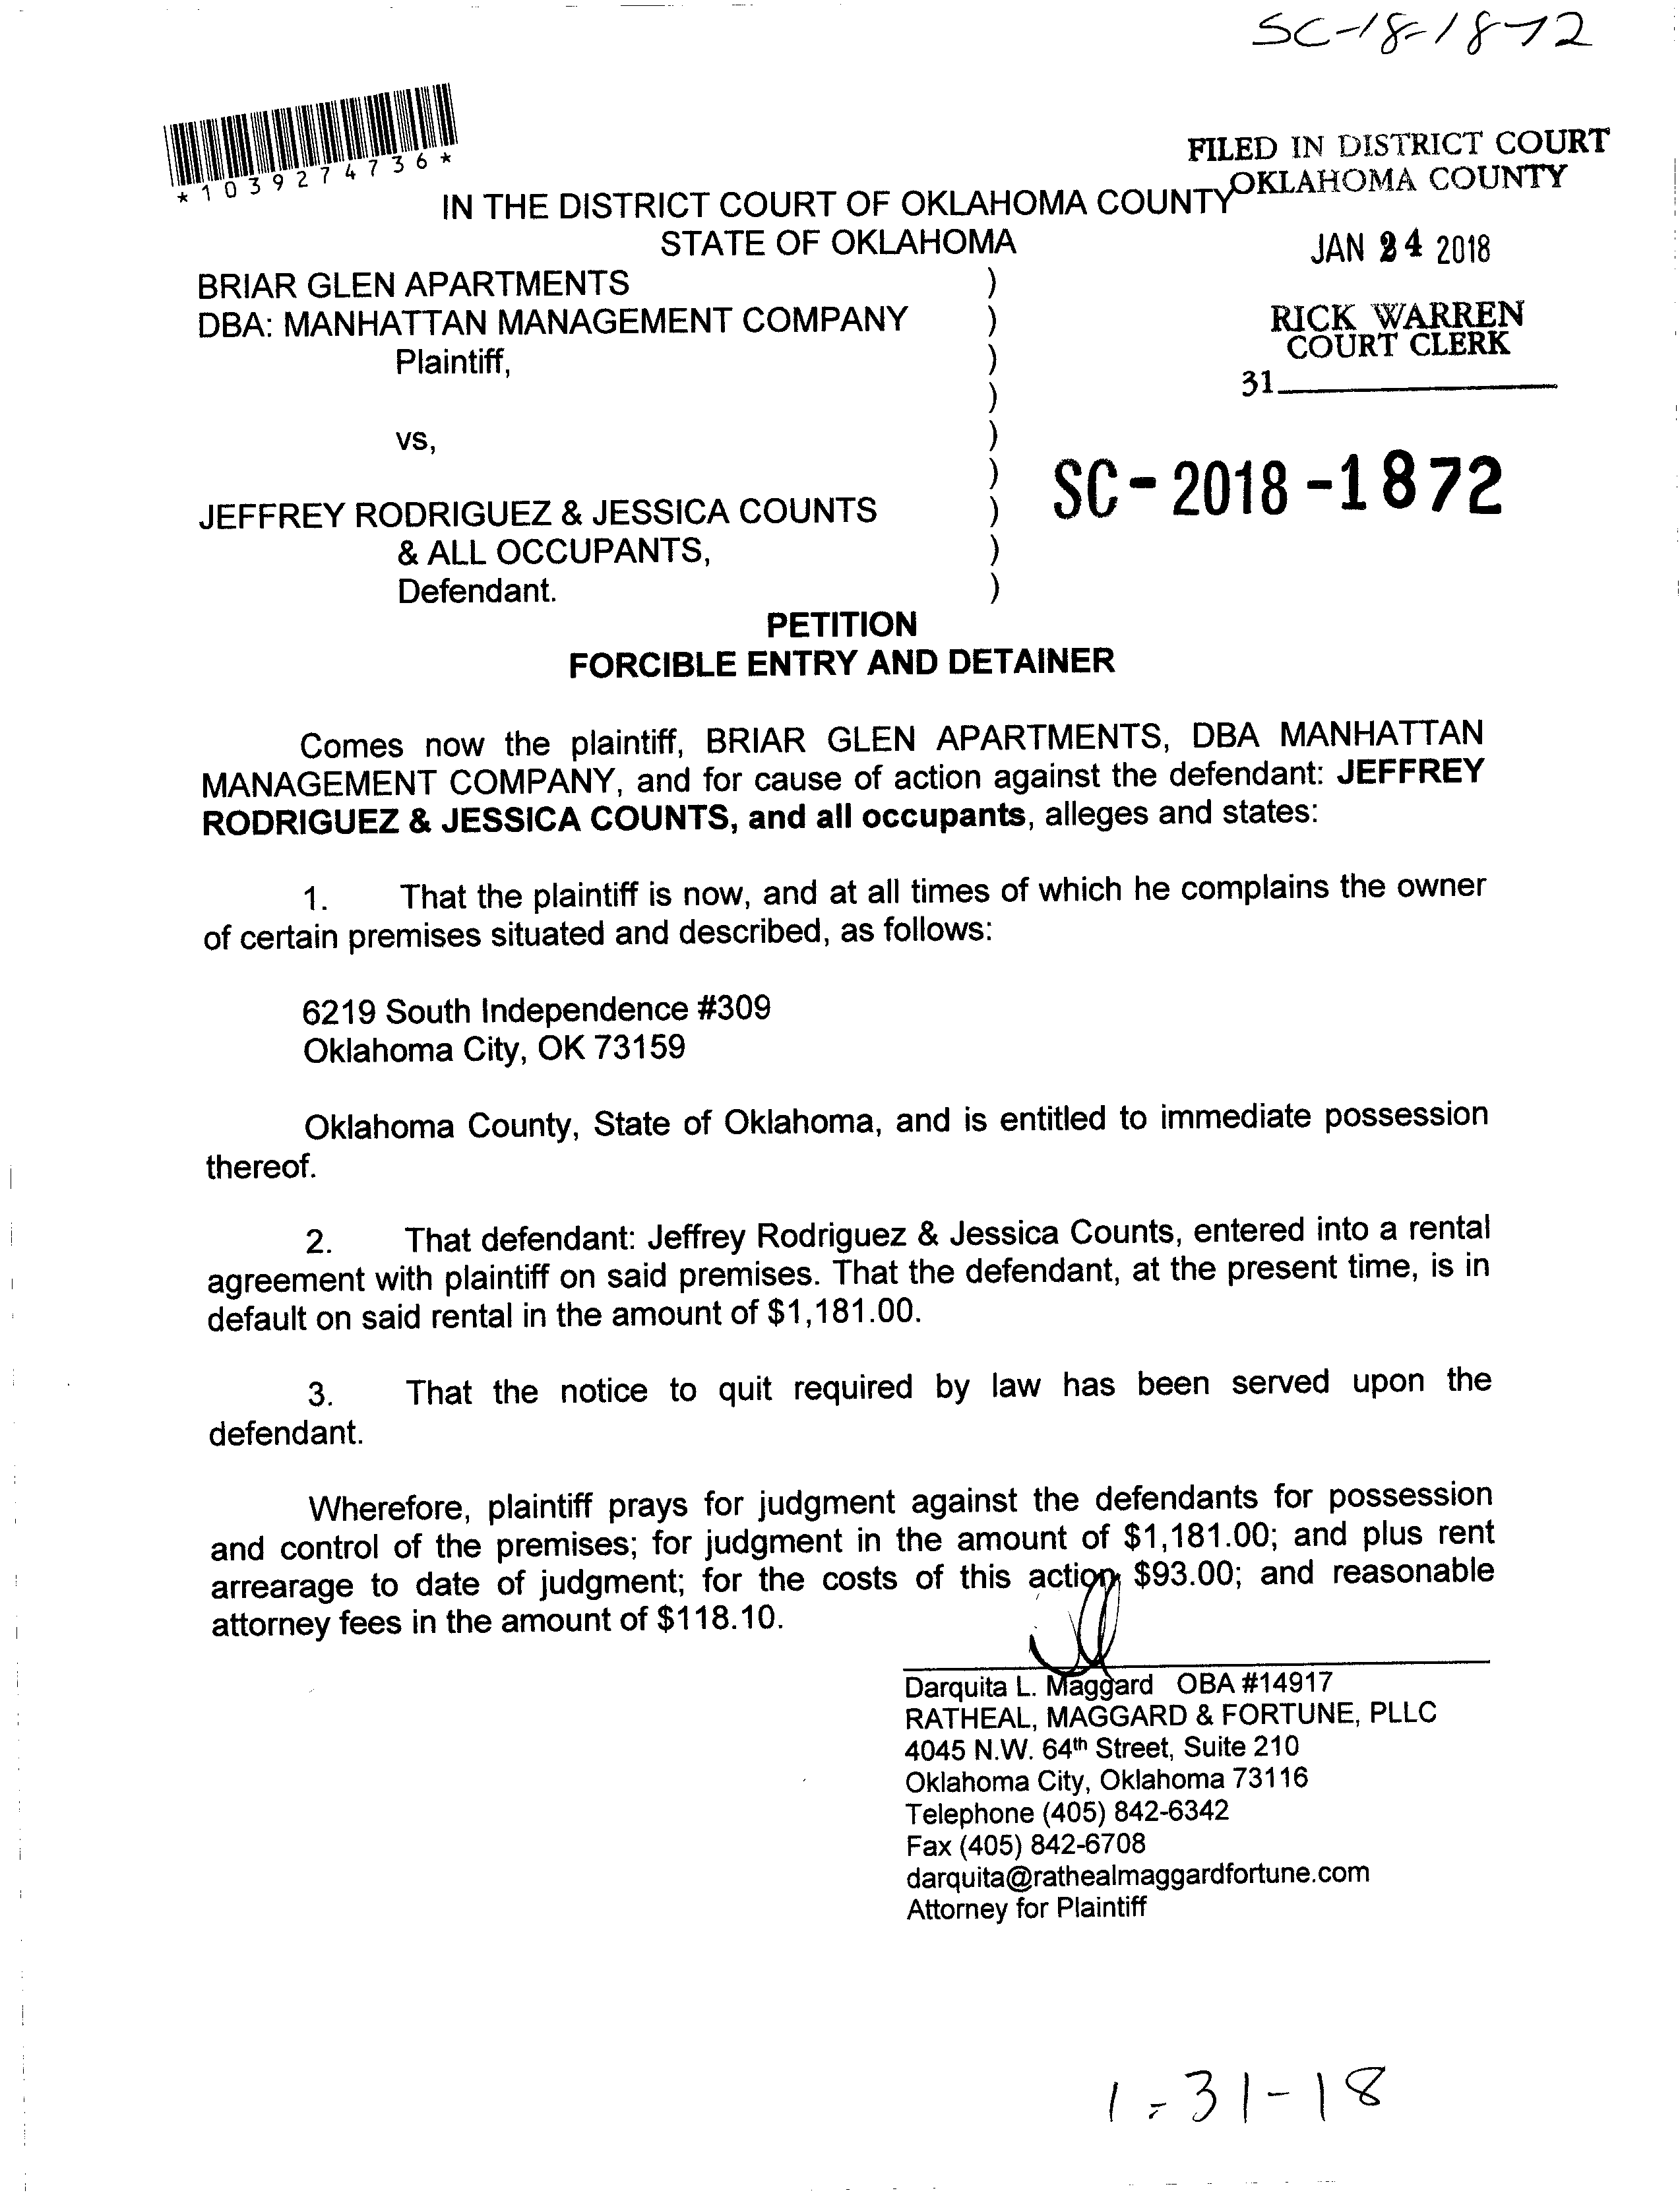 SC-18-1872
*1039274736*
FILED IN DISTRICT COURT
OKLAHOMA COUNTY
IN THE DISTRICT COURT OF OKLAHOMA COUNTY
STATE OF OKLAHOMA
JAN 24 2018
BRIAR GLEN APARTMENTS )
DBA: MANHATTAN MANAGEMENT COMPANY )
RICK WARREN
COURT CLERK
Plaintiff, )
31
)
vs, )
)
SC-2018-1872
JEFFREY RODRIGUEZ & JESSICA COUNTS )
& ALL OCCUPANTS, )
Defendant. )
PETITION
FORCIBLE ENTRY AND DETAINER
Comes now the plaintiff, BRIAR GLEN APARTMENTS, DBA MANHATTAN
MANAGEMENT COMPANY, and for cause of action against the defendant: JEFFREY
RODRIGUEZ & JESSICA COUNTS, and all occupants, alleges and states:
1. That the plaintiff is now, and at all times of which he complains the owner
of certain premises situated and described, as follows:
6219 South Independence #309
Oklahoma City, OK 73159
Oklahoma County, State of Oklahoma, and is entitled to immediate possession
thereof.
2. That defendant: Jeffrey Rodriguez & Jessica Counts, entered into a rental
agreement with plaintiff on said premises. That the defendant, at the present time, is in
default on said rental in the amount of $1,181.00.
3. That the notice to quit required by law has been served upon the
defendant.
Wherefore, plaintiff prays for judgment against the defendants for possession
and control of the premises; for judgment in the amount of $1,181.00; and plus rent
arrearage to date of judgment; for the costs of this action, $93.00; and reasonable
attorney fees in the amount of $118.10.
Darquita L. Maggard OBA #14917
RATHEAL, MAGGARD & FORTUNE, PLLC
4045 N.W. 64th Street, Suite 210
Oklahoma City, Oklahoma 73116
Telephone (405) 842-6342
Fax (405) 842-6708
darquita@rathealmaggardfortune.com
Attorney for Plaintiff
1-31-18